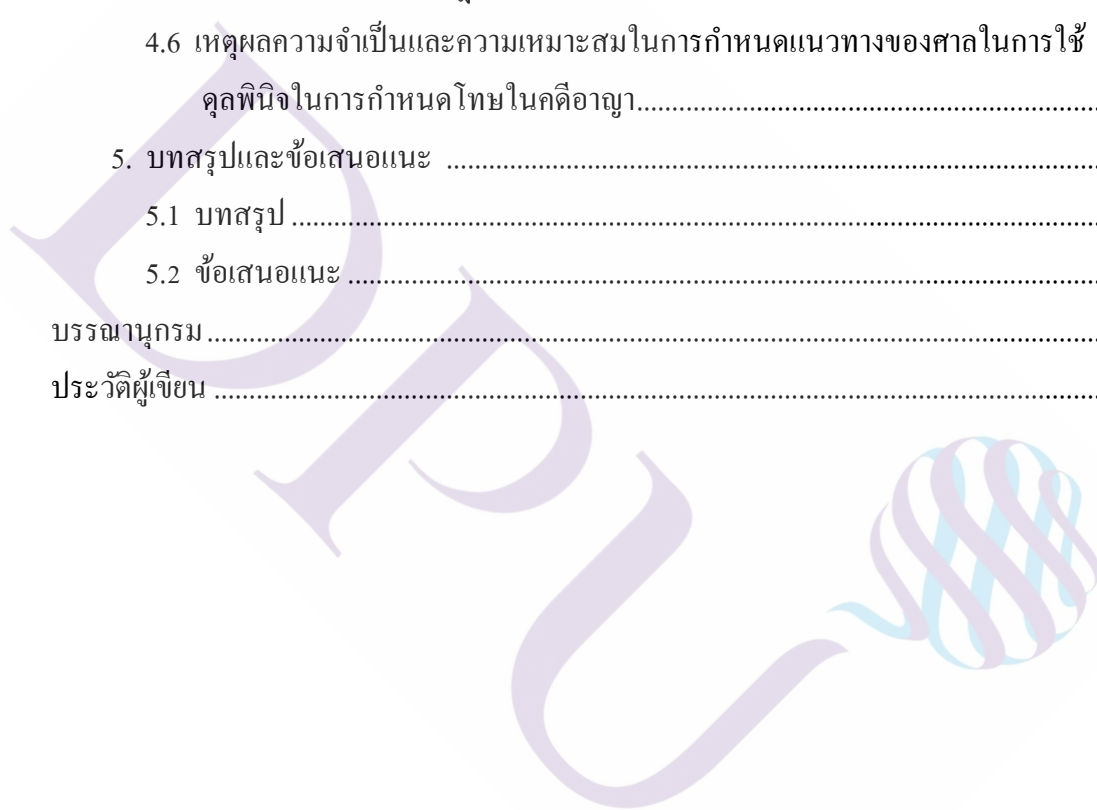 4.6 เหตุผลความจำเป็นและความเหมาะสมในการกำหนดแนวทางของศาลในการใช้
ดุลพินิจในการกำหนดโทษในคดีอาญา................................................
5. บทสรุปและข้อเสนอแนะ ................................................
5.1 บทสรุป ................................................
5.2 ข้อเสนอแนะ ................................................
บรรณานุกรม ................................................
ประวัติผู้เขียน ................................................
DPU